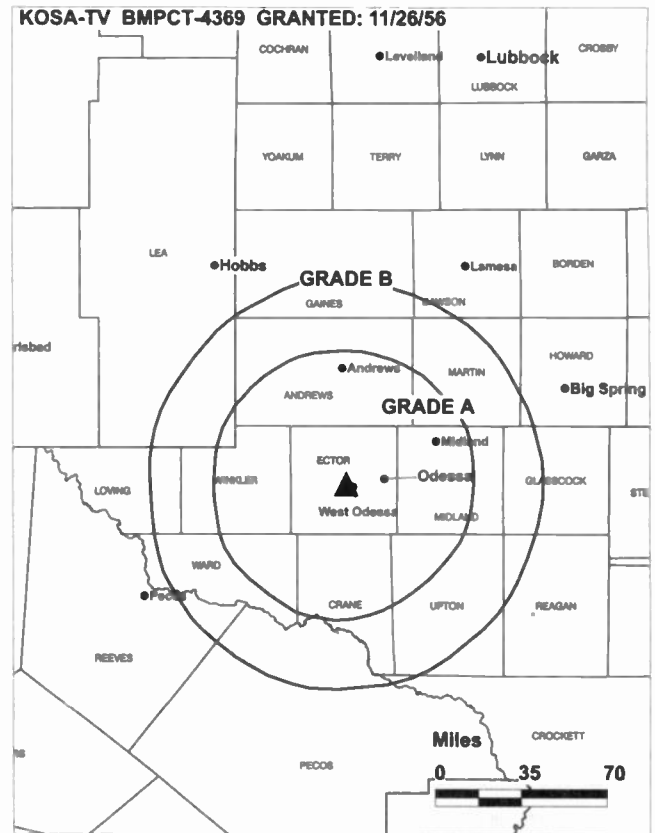 KOSA-TV BMPCT-4369 GRANTED: 11/26/56
COCHRAN
Levelland
Lubbock
CROSBY
LUBBOCK
YOAKUM
TERRY
LYNN
GARZA
LEA
Hobbs
Lamesa
BORDEN
GRADE B
GAINES
DAWSON
rlsbad
HOWARD
Andrews
MARTIN
ANDREWS
Big Spring
GRADE A
Midland
ECTOR
LOVING
WINKLER
Odessa
GLASSCOCK
STE
West Odessa
MIDLAND
WARD
Pecos
CRANE
UPTON
REAGAN
REEVES
Miles
CROCKETT
PECOS
0 35 70